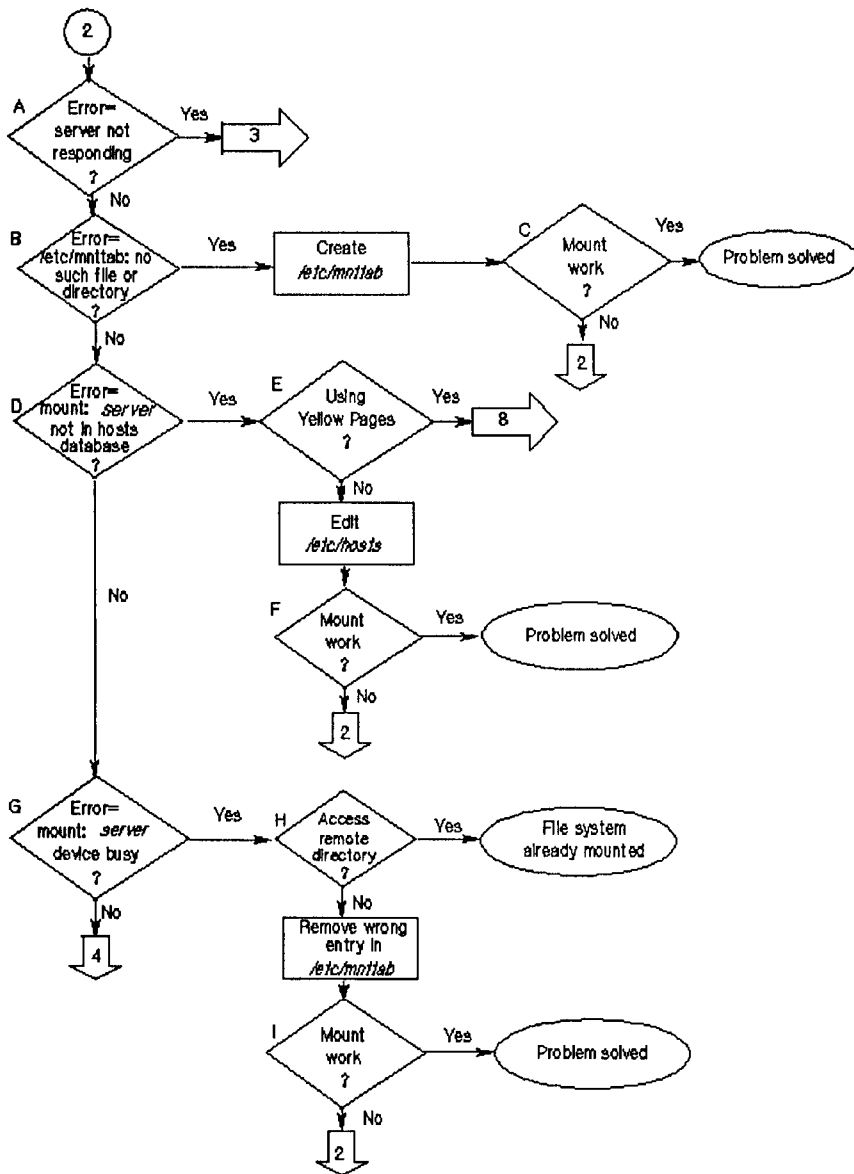 2
A
Error=
server not
responding
?
Yes
3
No
B
Error=
/etc/mnttab: no
such file or
directory
?
Yes
Create
/etc/mnttab
C
Mount
work
?
Yes
Problem solved
No
2
No
D
Error=
mount: server
not in hosts
database
?
Yes
E
Using
Yellow Pages
?
Yes
8
No
Edit
/etc/hosts
No
F
Mount
work
?
Yes
Problem solved
No
2
G
Error=
mount: server
device busy
?
Yes
H
Access
remote
directory
?
Yes
File system
already mounted
No
4
No
Remove wrong
entry in
/etc/mnttab
I
Mount
work
?
Yes
Problem solved
No
2